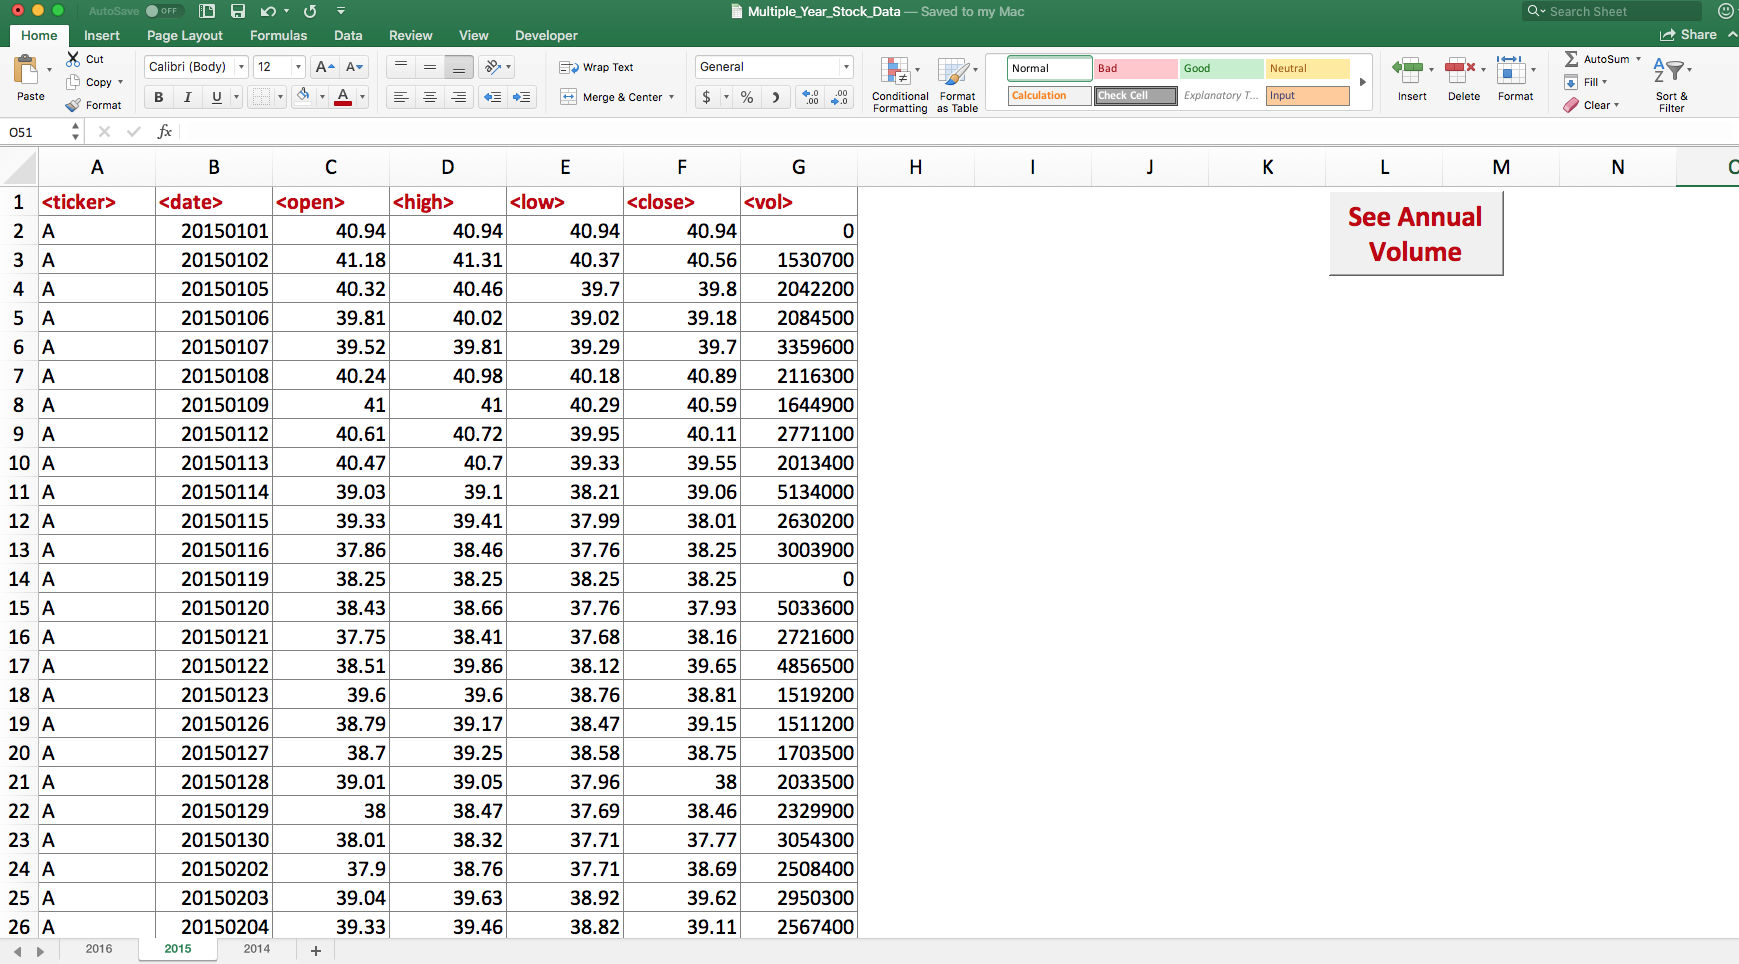 AutoSave OFF Multiple_Year_Stock_Data — Saved to my Mac Search Sheet
Home Insert Page Layout Formulas Data Review View Developer Share
Paste Cut Copy Format
Calibri (Body) 12 A A
B I U A
Wrap Text
Merge & Center
General
$ % .0 .00 .00 .0
Conditional Formatting
Format as Table
Normal Bad Good Neutral
Calculation Check Cell Explanatory T... Input
Insert Delete Format
AutoSum Fill Clear
Sort & Filter
O51 fx
A B C D E F G H I J K L M N O
1 <ticker> <date> <open> <high> <low> <close> <vol>
2 A 20150101 40.94 40.94 40.94 40.94 0
3 A 20150102 41.18 41.31 40.37 40.56 1530700
4 A 20150105 40.32 40.46 39.7 39.8 2042200
5 A 20150106 39.81 40.02 39.02 39.18 2084500
6 A 20150107 39.52 39.81 39.29 39.7 3359600
7 A 20150108 40.24 40.98 40.18 40.89 2116300
8 A 20150109 41 41 40.29 40.59 1644900
9 A 20150112 40.61 40.72 39.95 40.11 2771100
10 A 20150113 40.47 40.7 39.33 39.55 2013400
11 A 20150114 39.03 39.1 38.21 39.06 5134000
12 A 20150115 39.33 39.41 37.99 38.01 2630200
13 A 20150116 37.86 38.46 37.76 38.25 3003900
14 A 20150119 38.25 38.25 38.25 38.25 0
15 A 20150120 38.43 38.66 37.76 37.93 5033600
16 A 20150121 37.75 38.41 37.68 38.16 2721600
17 A 20150122 38.51 39.86 38.12 39.65 4856500
18 A 20150123 39.6 39.6 38.76 38.81 1519200
19 A 20150126 38.79 39.17 38.47 39.15 1511200
20 A 20150127 38.7 39.25 38.58 38.75 1703500
21 A 20150128 39.01 39.05 37.96 38 2033500
22 A 20150129 38 38.47 37.69 38.46 2329900
23 A 20150130 38.01 38.32 37.71 37.77 3054300
24 A 20150202 37.9 38.76 37.71 38.69 2508400
25 A 20150203 39.04 39.63 38.92 39.62 2950300
26 A 20150204 39.33 39.46 38.82 39.11 2567400
See Annual
Volume
2016 2015 2014 +